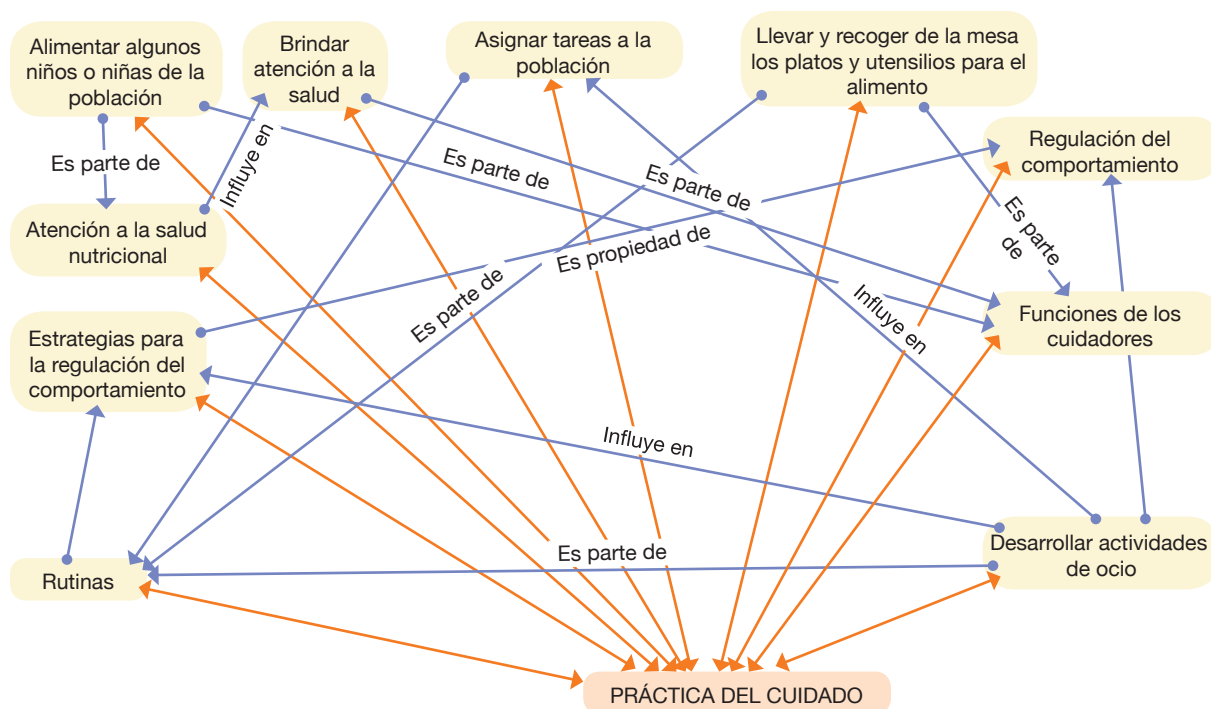 Alimentar algunos
niños o niñas de la
población
Brindar
atención a la
salud
Asignar tareas a la
población
Llevar y recoger de la mesa
los platos y utensilios para el
alimento
Regulación del
comportamiento
Es parte de
Influye en
Es parte de
Es parte de
Es parte
de
Atención a la salud
nutricional
Es propiedad de
Es parte de
Influye en
Funciones de los
cuidadores
Estrategias para
la regulación del
comportamiento
Influye en
Es parte de
Desarrollar actividades
de ocio
Rutinas
PRÁCTICA DEL CUIDADO